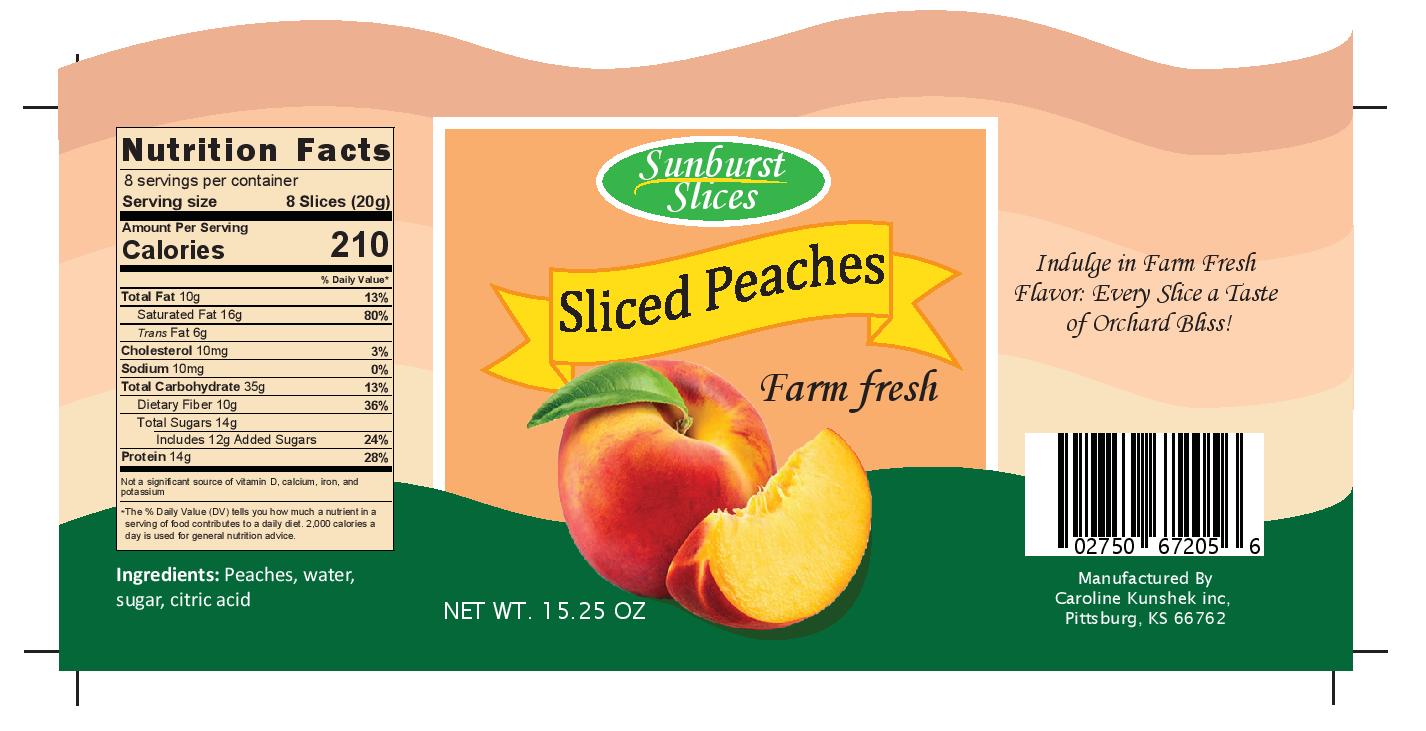 Nutrition Facts
8 servings per container
Serving size 8 Slices (20g)
Amount Per Serving
Calories 210
% Daily Value*
Total Fat 10g 13%
Saturated Fat 16g 80%
Trans Fat 6g
Cholesterol 10mg 3%
Sodium 10mg 0%
Total Carbohydrate 35g 13%
Dietary Fiber 10g 36%
Total Sugars 14g
Includes 12g Added Sugars 24%
Protein 14g 28%
Not a significant source of vitamin D, calcium, iron, and
potassium
*The % Daily Value (DV) tells you how much a nutrient in a
serving of food contributes to a daily diet. 2,000 calories a
day is used for general nutrition advice.
Ingredients: Peaches, water,
sugar, citric acid
Sunburst
Slices
Sliced Peaches
Farm fresh
NET WT. 15.25 OZ
Indulge in Farm Fresh
Flavor: Every Slice a Taste
of Orchard Bliss!
02750 67205 6
Manufactured By
Caroline Kunshek inc,
Pittsburg, KS 66762